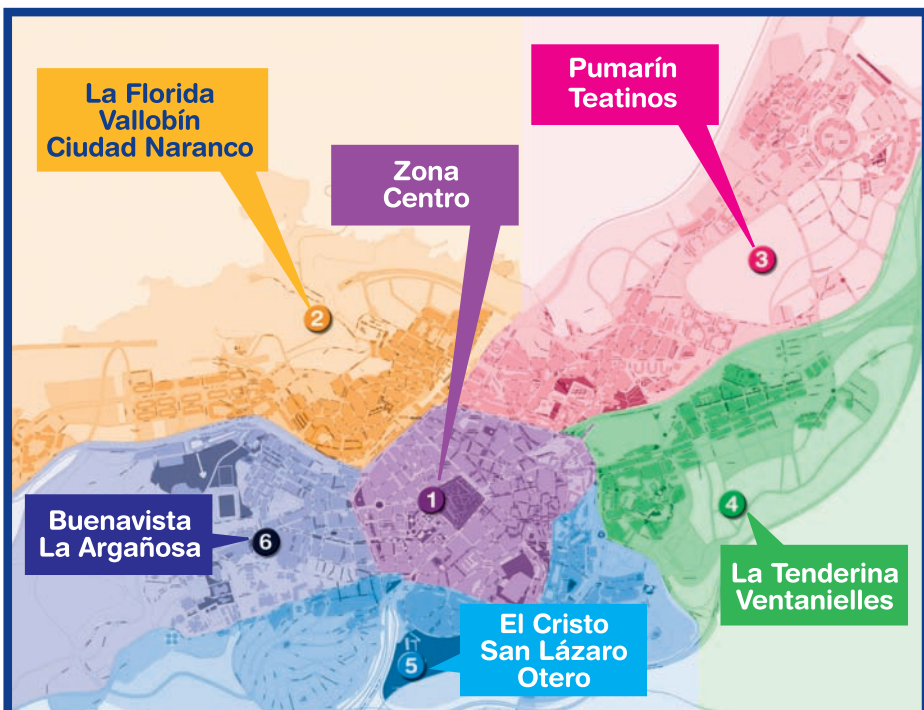 La Florida
Vallobín
Ciudad Naranco
Pumarín
Teatinos
Zona
Centro
3
2
1
4
Buenavista
La Argañosa
6
La Tenderina
Ventanielles
El Cristo
San Lázaro
Otero
5